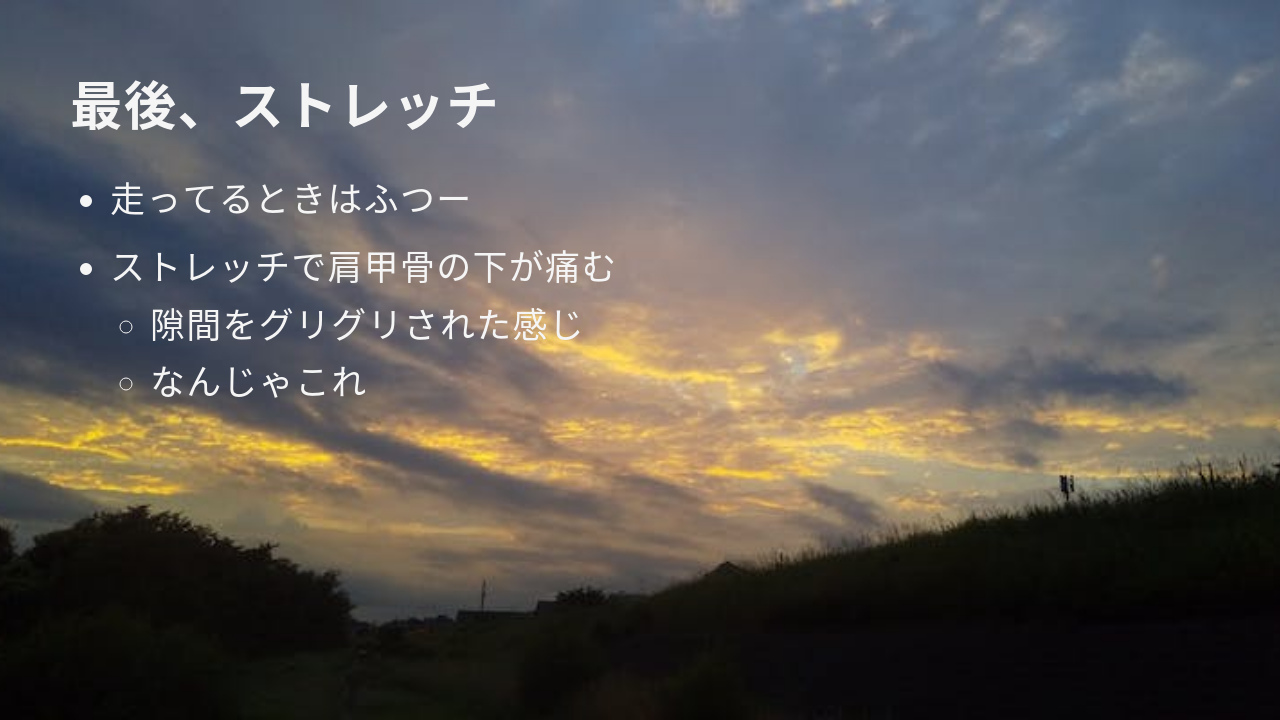 最後、ストレッチ
走ってるときはふつー
ストレッチで肩甲骨の下が痛む
隙間をグリグリされた感じ
なんじゃこれ